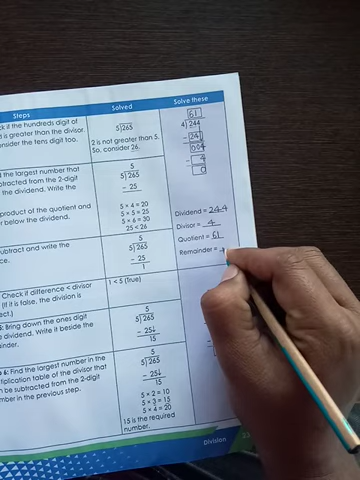 Steps
Solved
Solve these
ck if the hundreds digit of
t is greater than the divisor
onsider the tens digit too.
5)265
2 is not greater than 5.
So, consider 26.
61
4)244
- 24
004
- 4
0
d the largest number that
btracted from the 2-digit
the dividend. Write the
product of the quotient and
r below the dividend.
5
5)265
- 25
5 × 4 = 20
5 × 5 = 25
5 × 6 = 30
25 < 26
Dividend = 244
Divisor = 4
Quotient = 61
Remainder =
ubtract and write the
ce.
5
5)265
- 25
1
Check if difference < divisor
(If it is false, the division is
ect.)
1 < 5 (True)
5: Bring down the ones digit
e dividend. Write it beside the
inder.
5
5)265
- 25↓
15
6: Find the largest number in the
tiplication table of the divisor that
n be subtracted from the 2-digit
mber in the previous step.
5
5)265
- 25↓
15
5 × 2 = 10
5 × 3 = 15
5 × 4 = 20
15 is the required
number.
Division